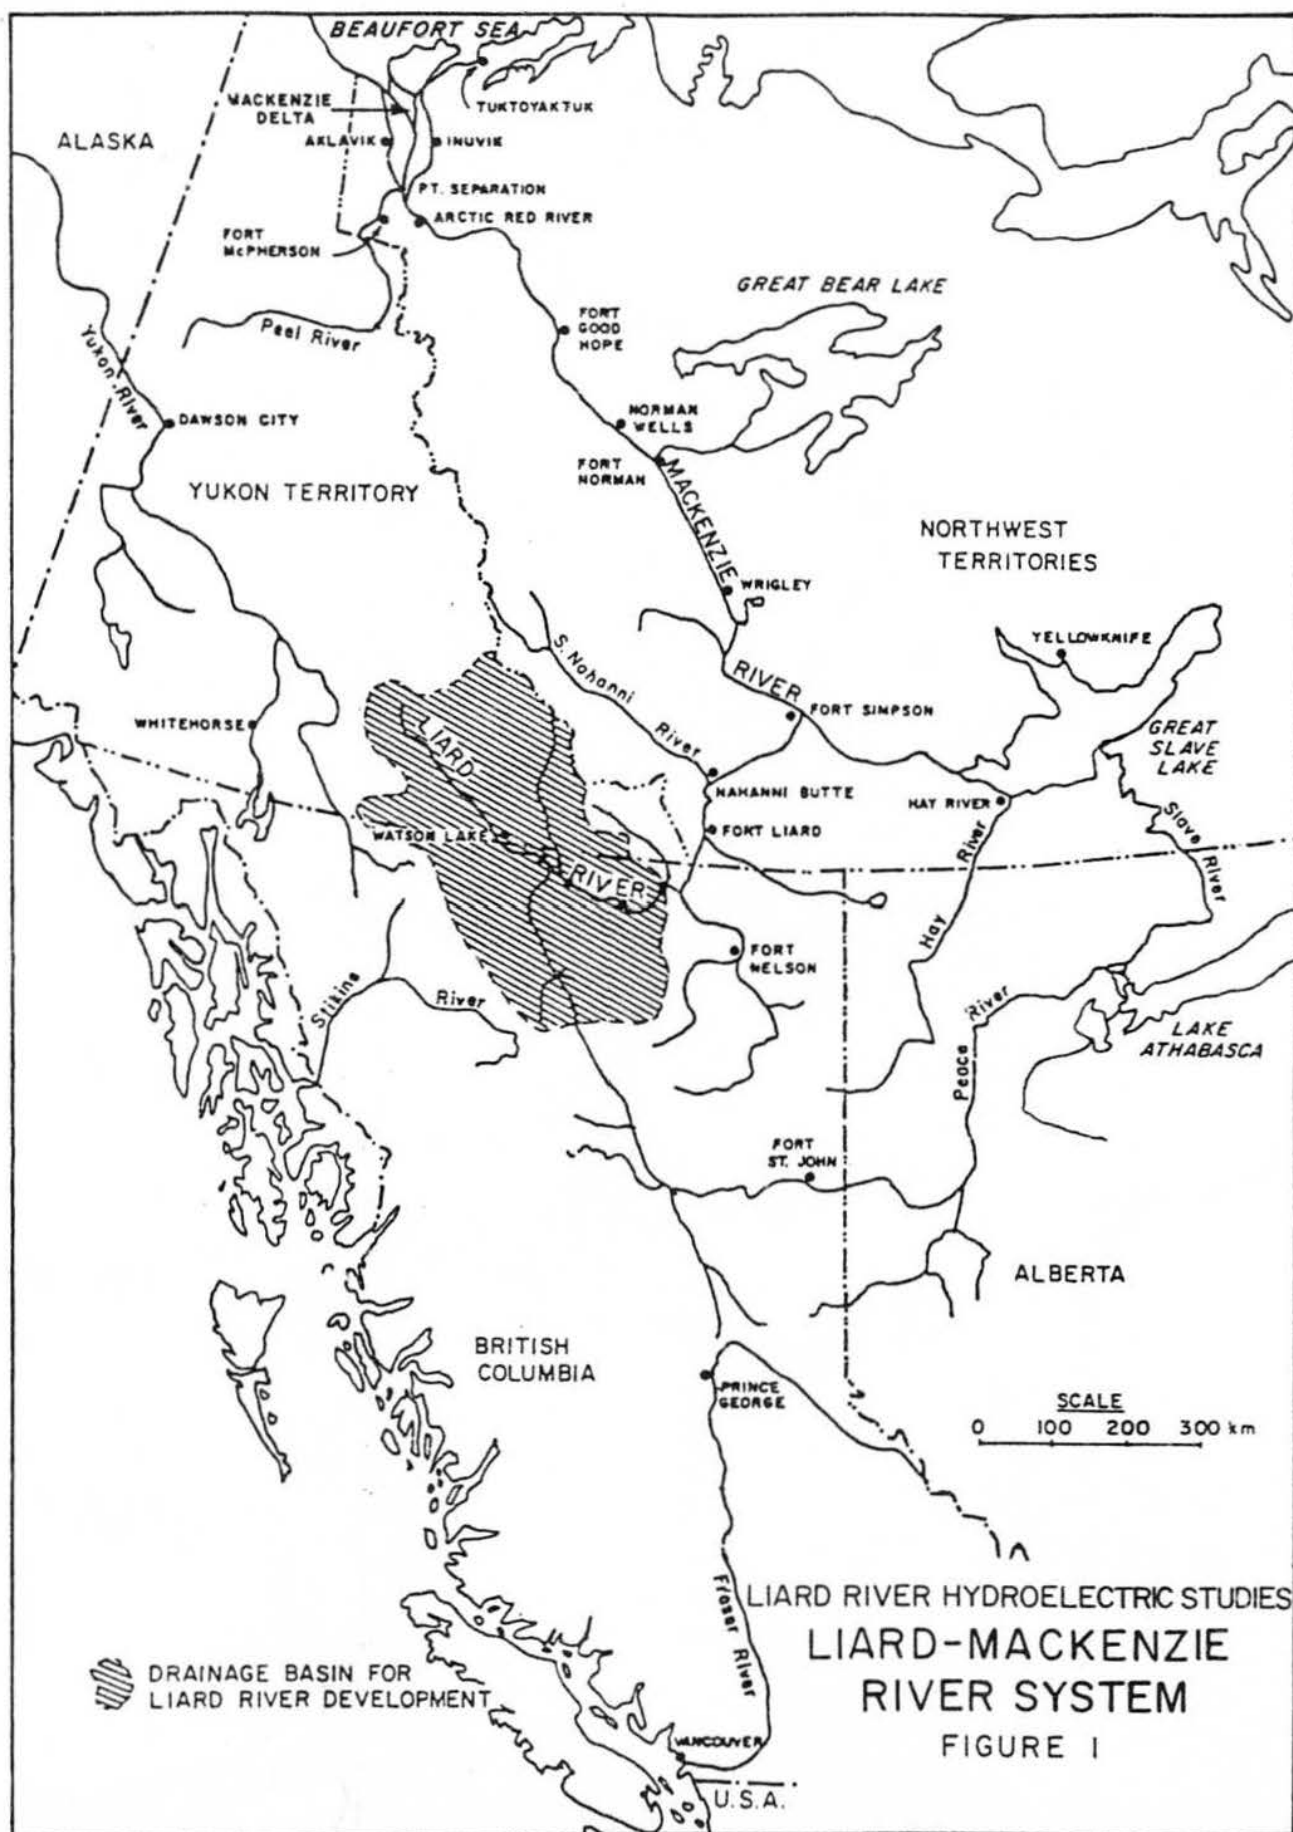 BEAUFORT SEA
MACKENZIE
DELTA
TUKTOYAKTUK
ALASKA
AKLAVIK
INUVIK
PT. SEPARATION
ARCTIC RED RIVER
FORT
McPHERSON
GREAT BEAR LAKE
FORT
GOOD
HOPE
Peel River
Yukon River
DAWSON CITY
NORMAN
WELLS
FORT
NORMAN
MACKENZIE
YUKON TERRITORY
NORTHWEST
TERRITORIES
WRIGLEY
YELLOWKNIFE
S. Nahanni
River
RIVER
FORT SIMPSON
WHITEHORSE
LIARD
GREAT
SLAVE
LAKE
NAHANNI BUTTE
HAY RIVER
WATSON LAKE
FORT LIARD
Slave
River
RIVER
Hay
River
FORT
NELSON
Stikine
River
Peace
River
LAKE
ATHABASCA
FORT
ST. JOHN
ALBERTA
BRITISH
COLUMBIA
PRINCE
GEORGE
SCALE
0 100 200 300 km
Fraser River
LIARD RIVER HYDROELECTRIC STUDIES
LIARD-MACKENZIE
RIVER SYSTEM
FIGURE 1
DRAINAGE BASIN FOR
LIARD RIVER DEVELOPMENT
VANCOUVER
U.S.A.